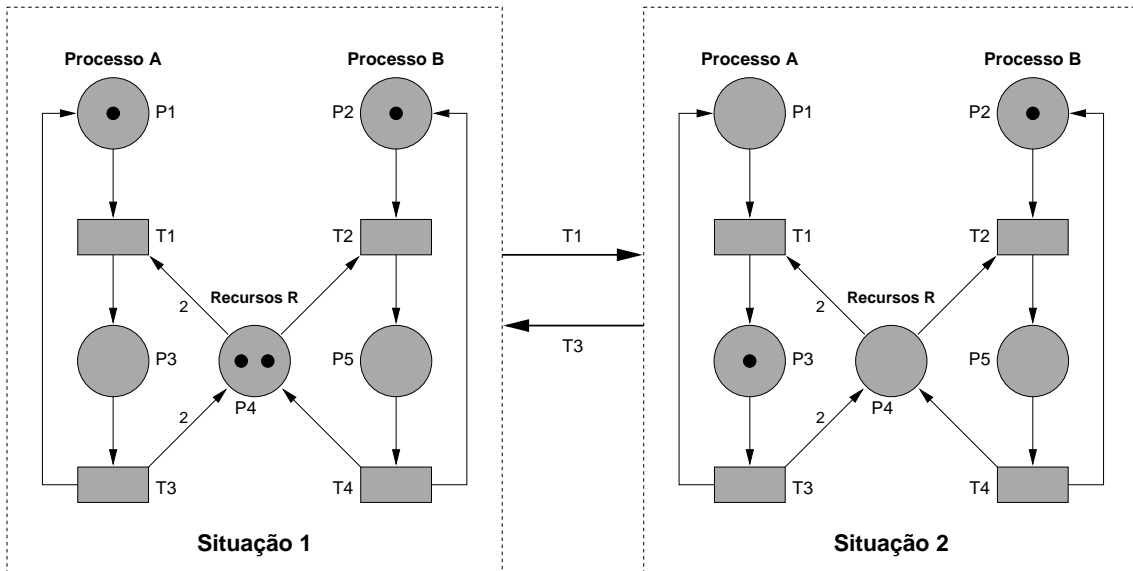 Processo A
Processo B
P1
P2
T1
T2
2
Recursos R
P3
P5
P4
2
T3
T4
Situação 1
T1
T3
Processo A
Processo B
P1
P2
T1
T2
2
Recursos R
P3
P5
P4
2
T3
T4
Situação 2